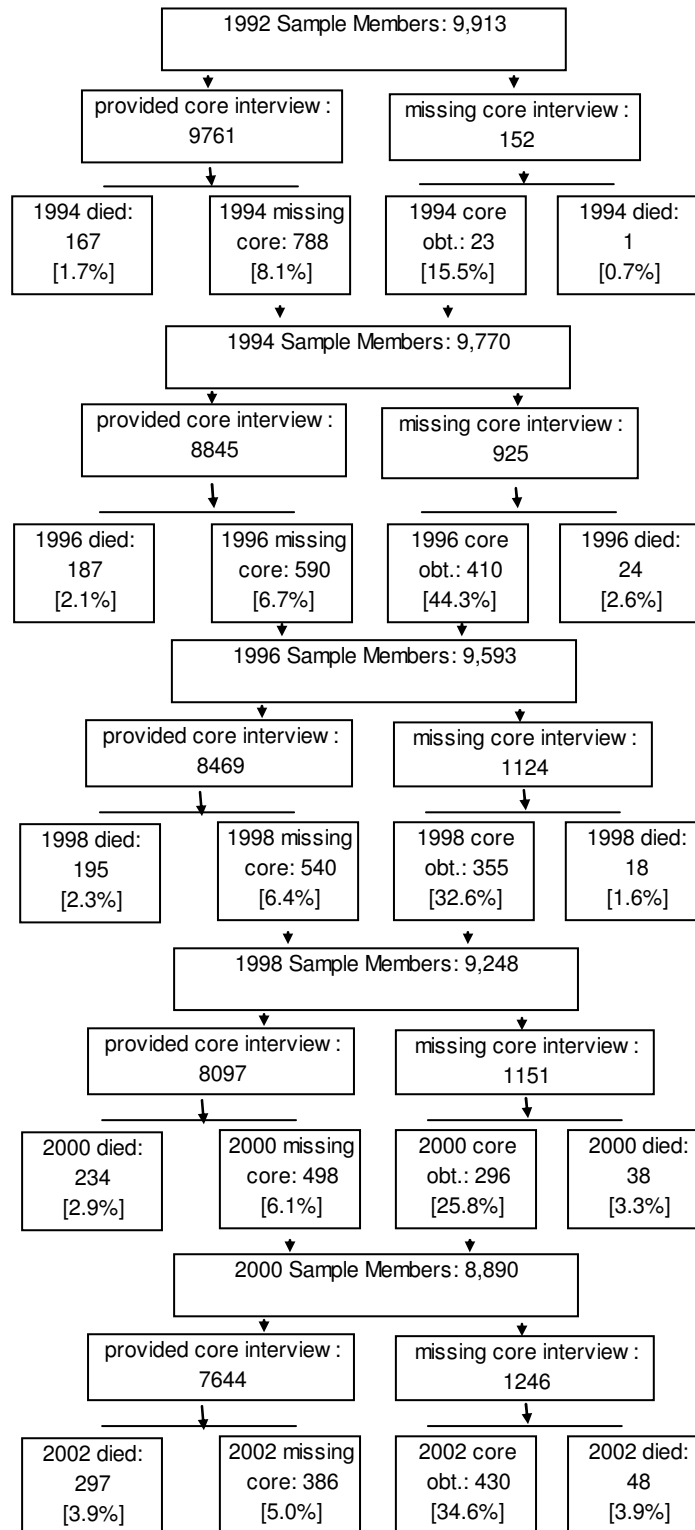 1992 Sample Members: 9,913
provided core interview :
9761
missing core interview :
152
1994 died:
167
[1.7%]
1994 missing
core: 788
[8.1%]
1994 core
obt.: 23
[15.5%]
1994 died:
1
[0.7%]
1994 Sample Members: 9,770
provided core interview :
8845
missing core interview :
925
1996 died:
187
[2.1%]
1996 missing
core: 590
[6.7%]
1996 core
obt.: 410
[44.3%]
1996 died:
24
[2.6%]
1996 Sample Members: 9,593
provided core interview :
8469
missing core interview :
1124
1998 died:
195
[2.3%]
1998 missing
core: 540
[6.4%]
1998 core
obt.: 355
[32.6%]
1998 died:
18
[1.6%]
1998 Sample Members: 9,248
provided core interview :
8097
missing core interview :
1151
2000 died:
234
[2.9%]
2000 missing
core: 498
[6.1%]
2000 core
obt.: 296
[25.8%]
2000 died:
38
[3.3%]
2000 Sample Members: 8,890
provided core interview :
7644
missing core interview :
1246
2002 died:
297
[3.9%]
2002 missing
core: 386
[5.0%]
2002 core
obt.: 430
[34.6%]
2002 died:
48
[3.9%]